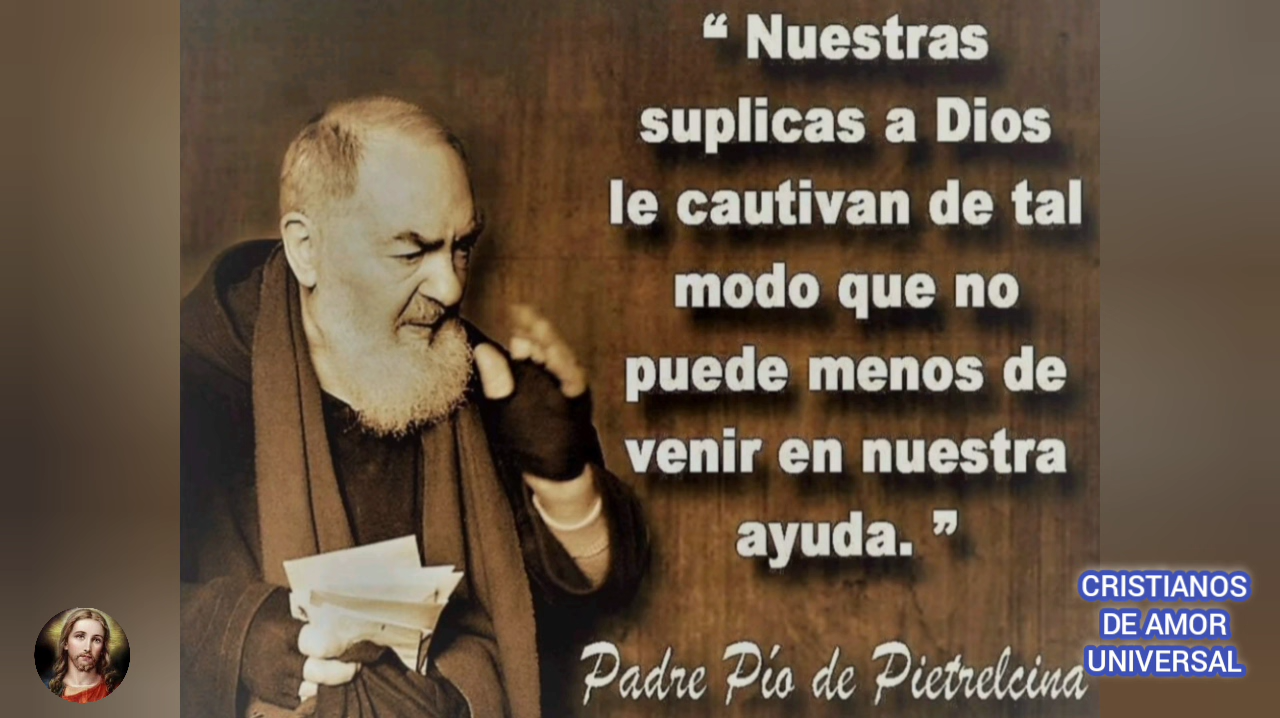 “ Nuestras
suplicas a Dios
le cautivan de tal
modo que no
puede menos de
venir en nuestra
ayuda. ”
Padre Pío de Pietrelcina
CRISTIANOS
DE AMOR
UNIVERSAL